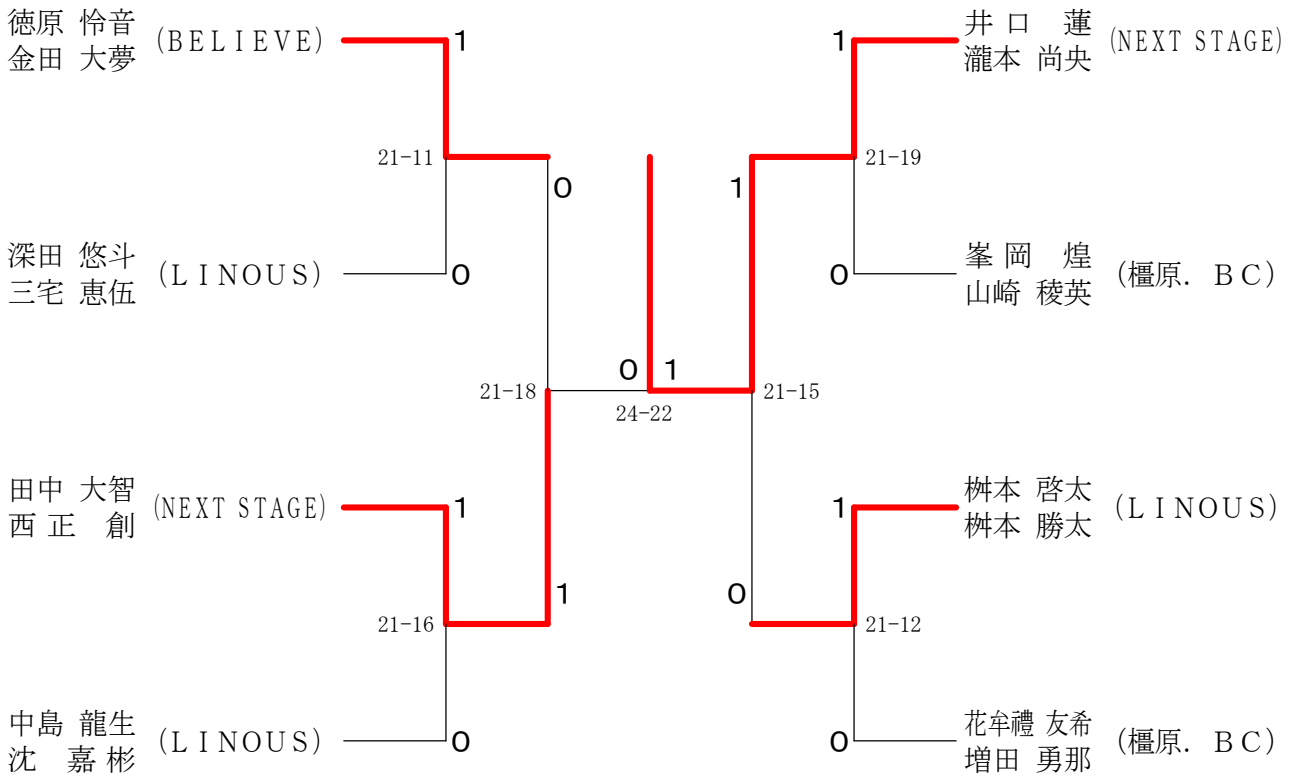 徳原 怜音
金田 大夢
(BELIEVE)
1
21-11
0
深田 悠斗
三宅 恵伍
(LINOUS)
0
21-18
田中 大智
西正 創
(NEXT STAGE)
1
21-16
1
中島 龍生
沈 嘉彬
(LINOUS)
0
0 1
24-22
井口 蓮
瀧本 尚央
(NEXT STAGE)
1
21-19
1
峯岡 煌
山崎 稜英
(橿原. BC)
0
21-15
桝本 啓太
桝本 勝太
(LINOUS)
1
21-12
0
花牟禮 友希
増田 勇那
(橿原. BC)
0